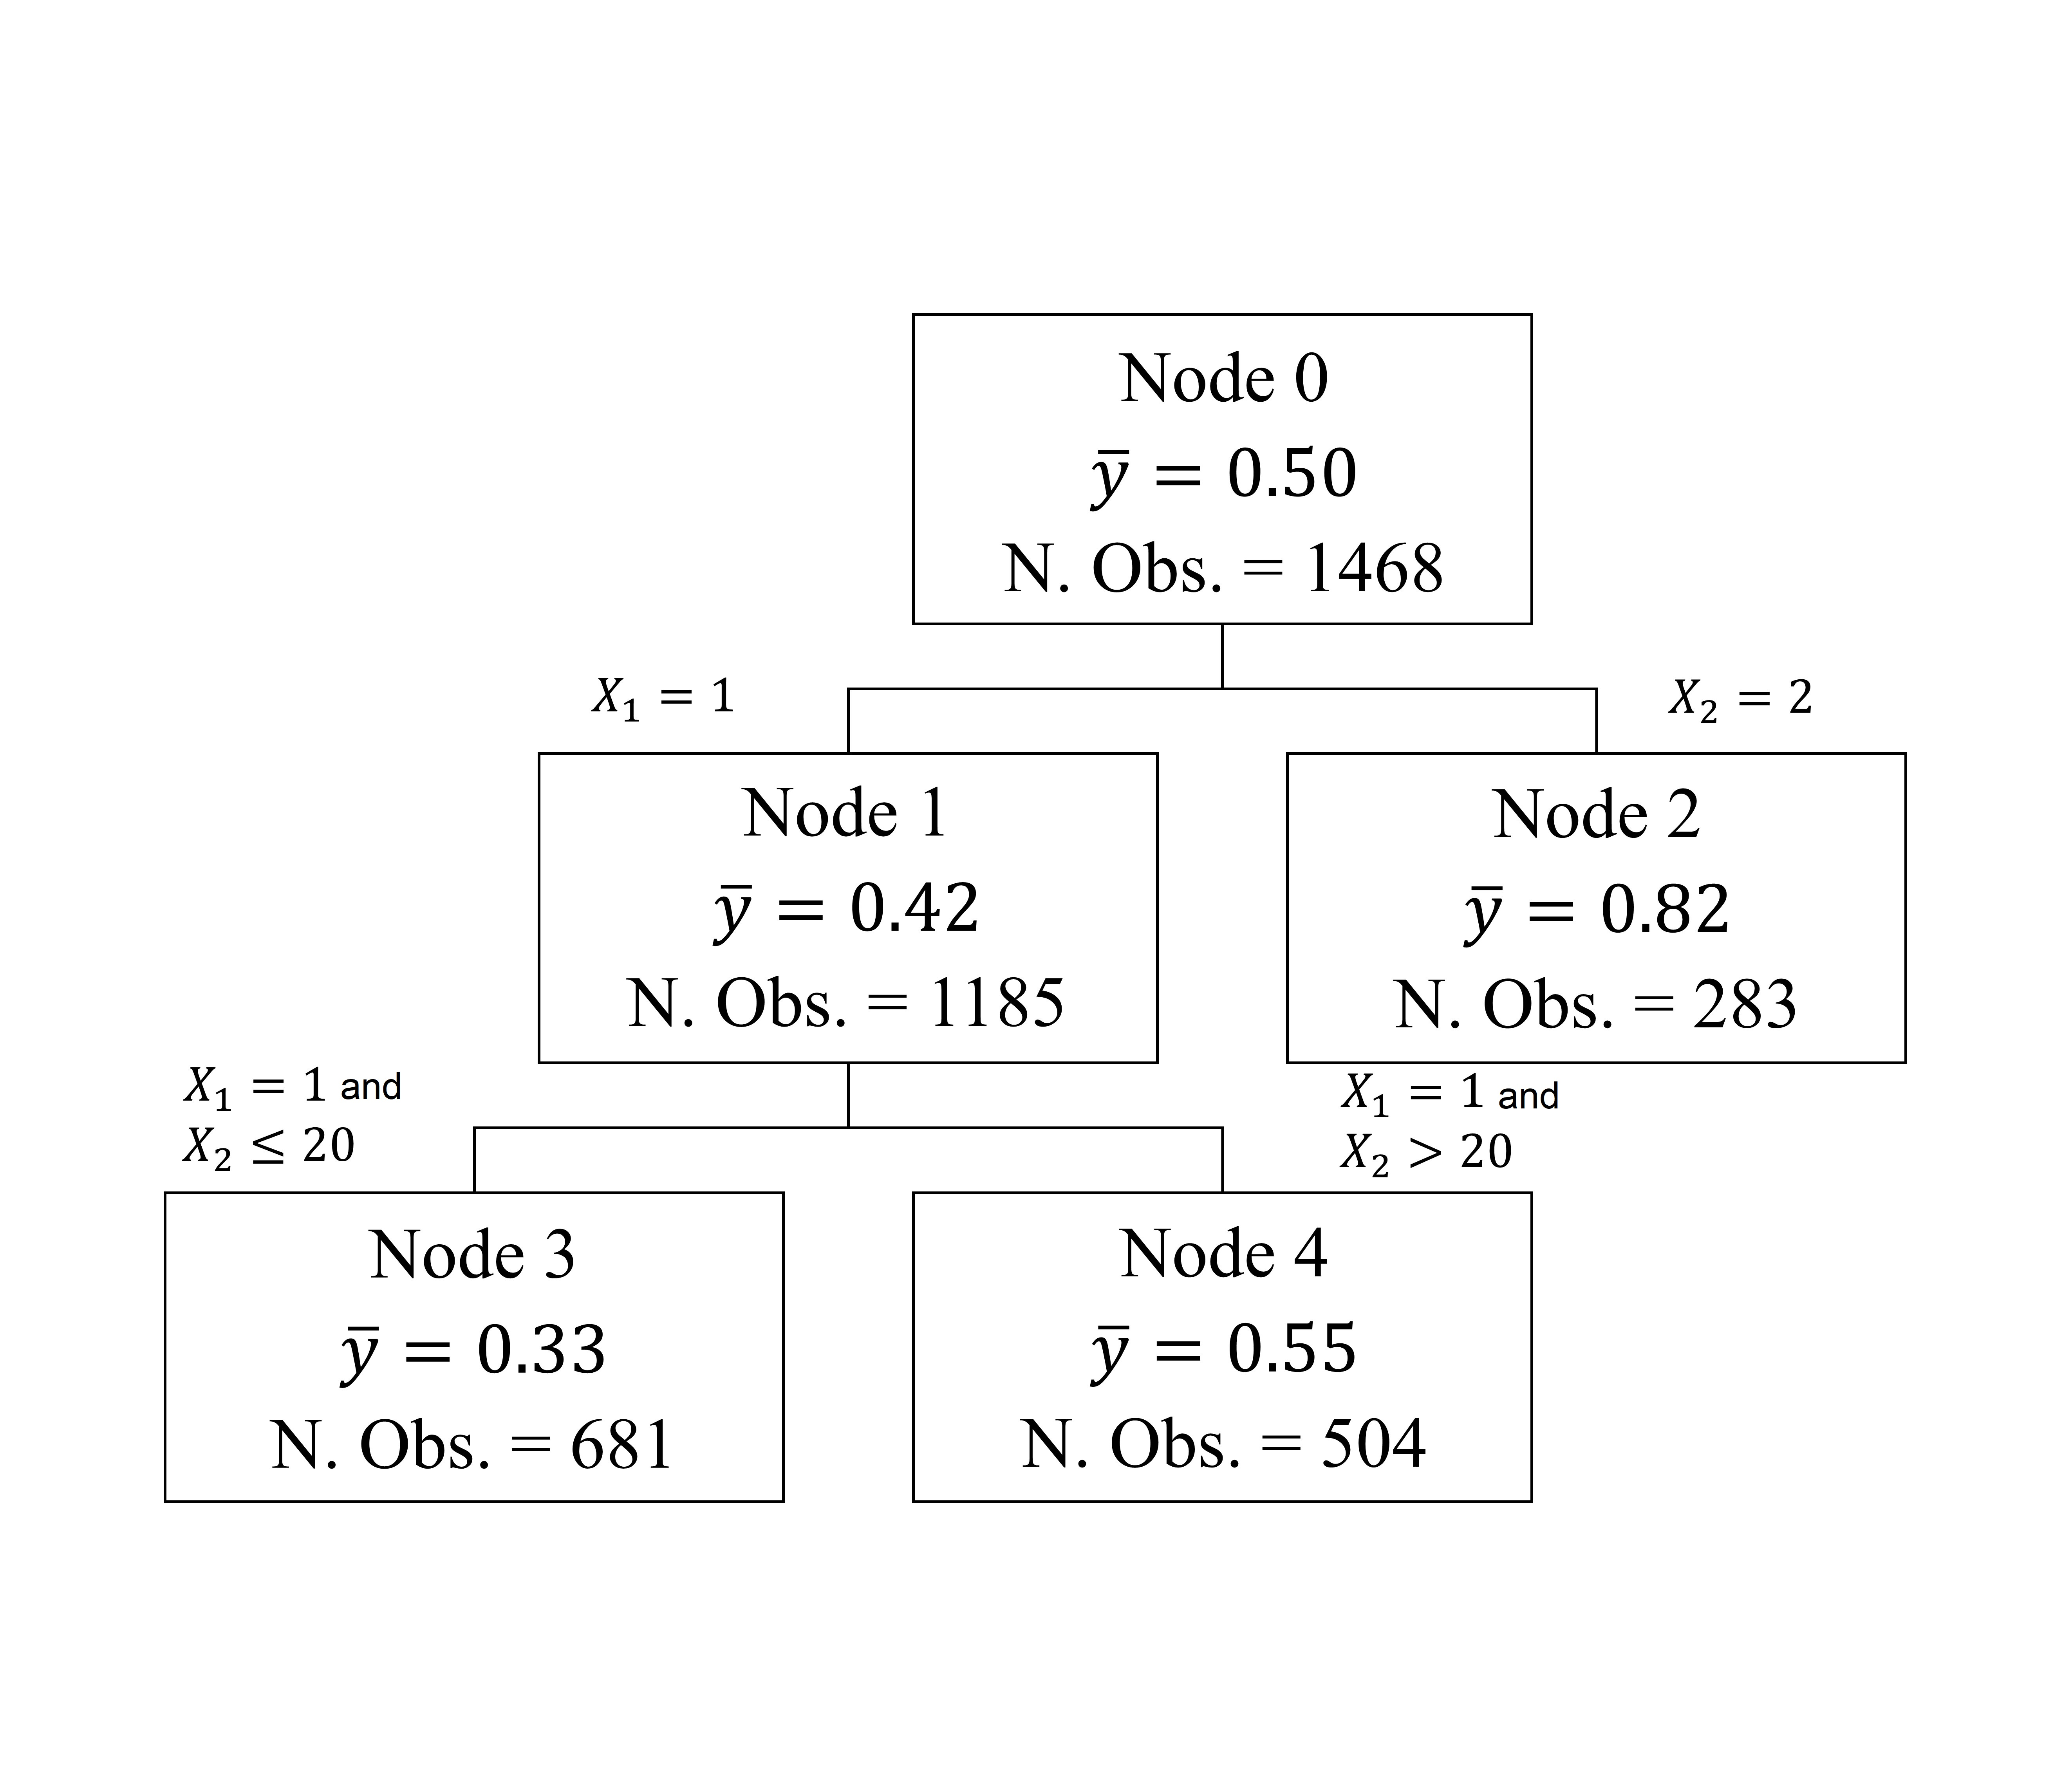 Node 0
y̅ = 0.50
N. Obs. = 1468
X₁ = 1
X₂ = 2
Node 1
y̅ = 0.42
N. Obs. = 1185
Node 2
y̅ = 0.82
N. Obs. = 283
X₁ = 1 and
X₂ ≤ 20
X₁ = 1 and
X₂ > 20
Node 3
y̅ = 0.33
N. Obs. = 681
Node 4
y̅ = 0.55
N. Obs. = 504